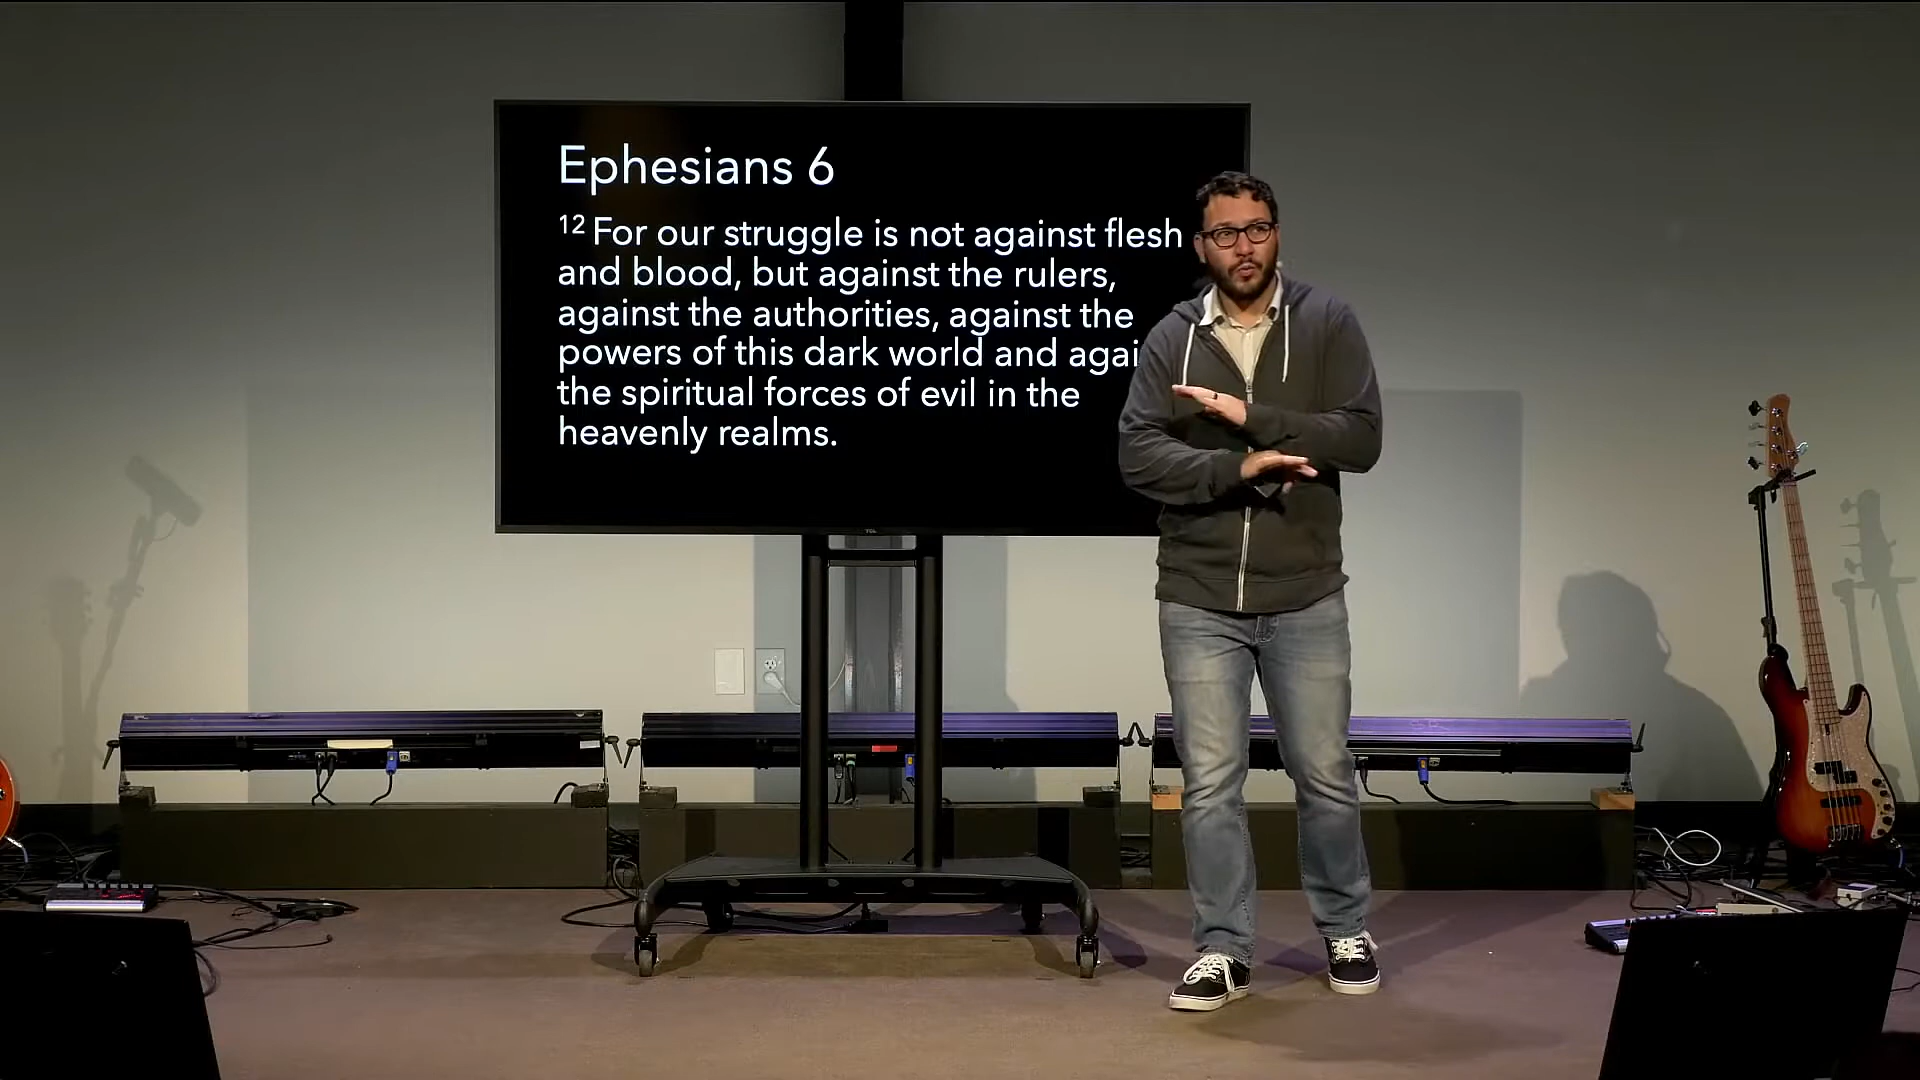 Ephesians 6
12 For our struggle is not against flesh
and blood, but against the rulers,
against the authorities, against the
powers of this dark world and agai
the spiritual forces of evil in the
heavenly realms.
TCL